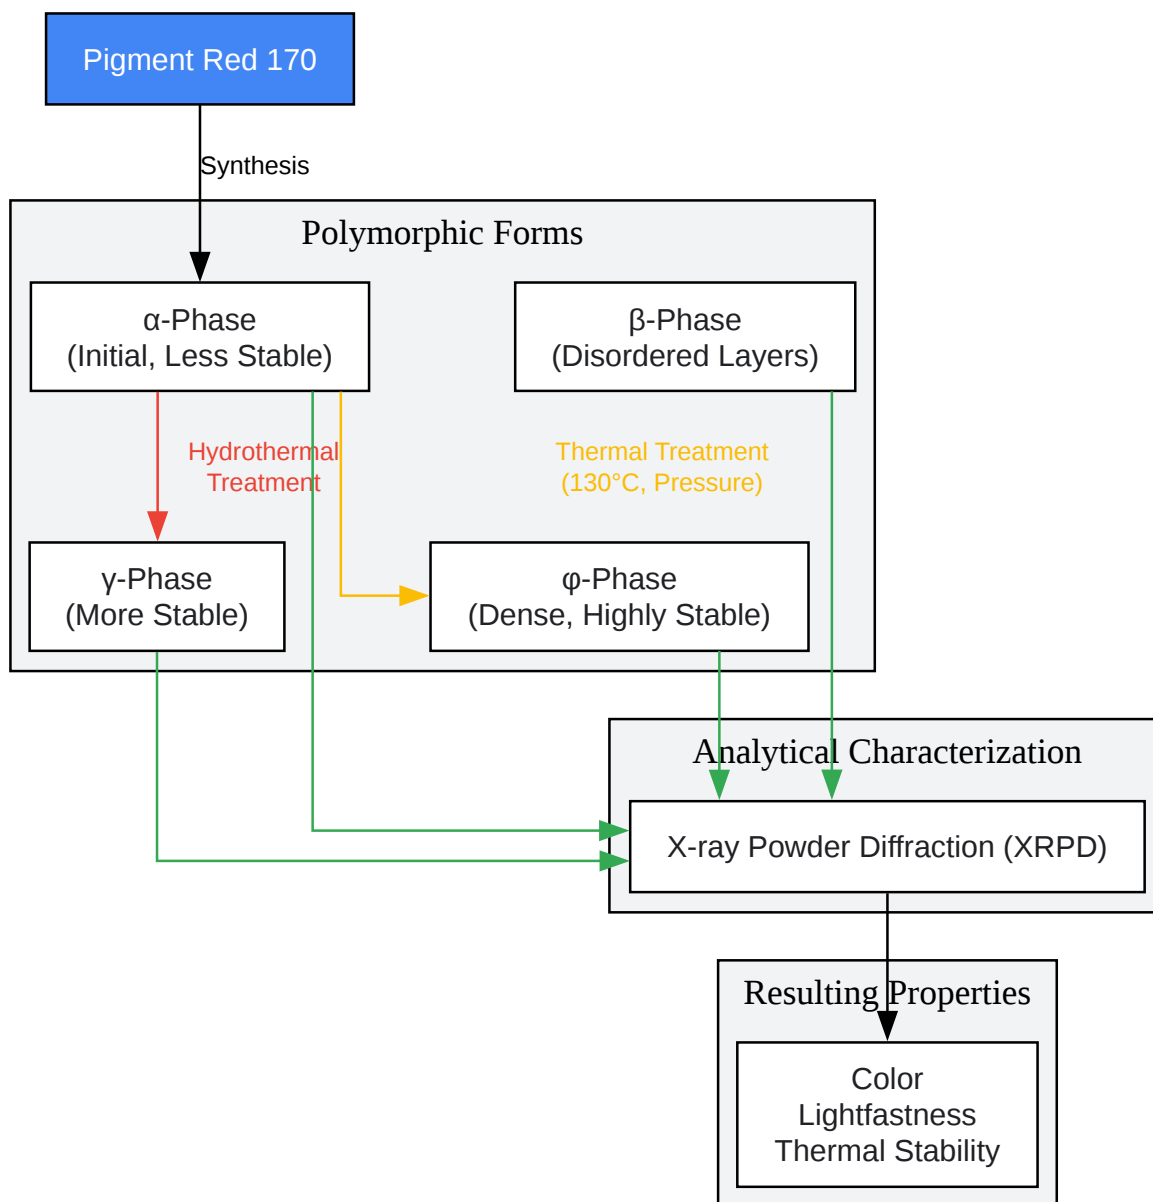 Pigment Red 170
Synthesis
Polymorphic Forms
α-Phase
(Initial, Less Stable)
β-Phase
(Disordered Layers)
Hydrothermal
Treatment
Thermal Treatment
(130°C, Pressure)
γ-Phase
(More Stable)
φ-Phase
(Dense, Highly Stable)
Analytical Characterization
X-ray Powder Diffraction (XRPD)
Resulting Properties
Color
Lightfastness
Thermal Stability